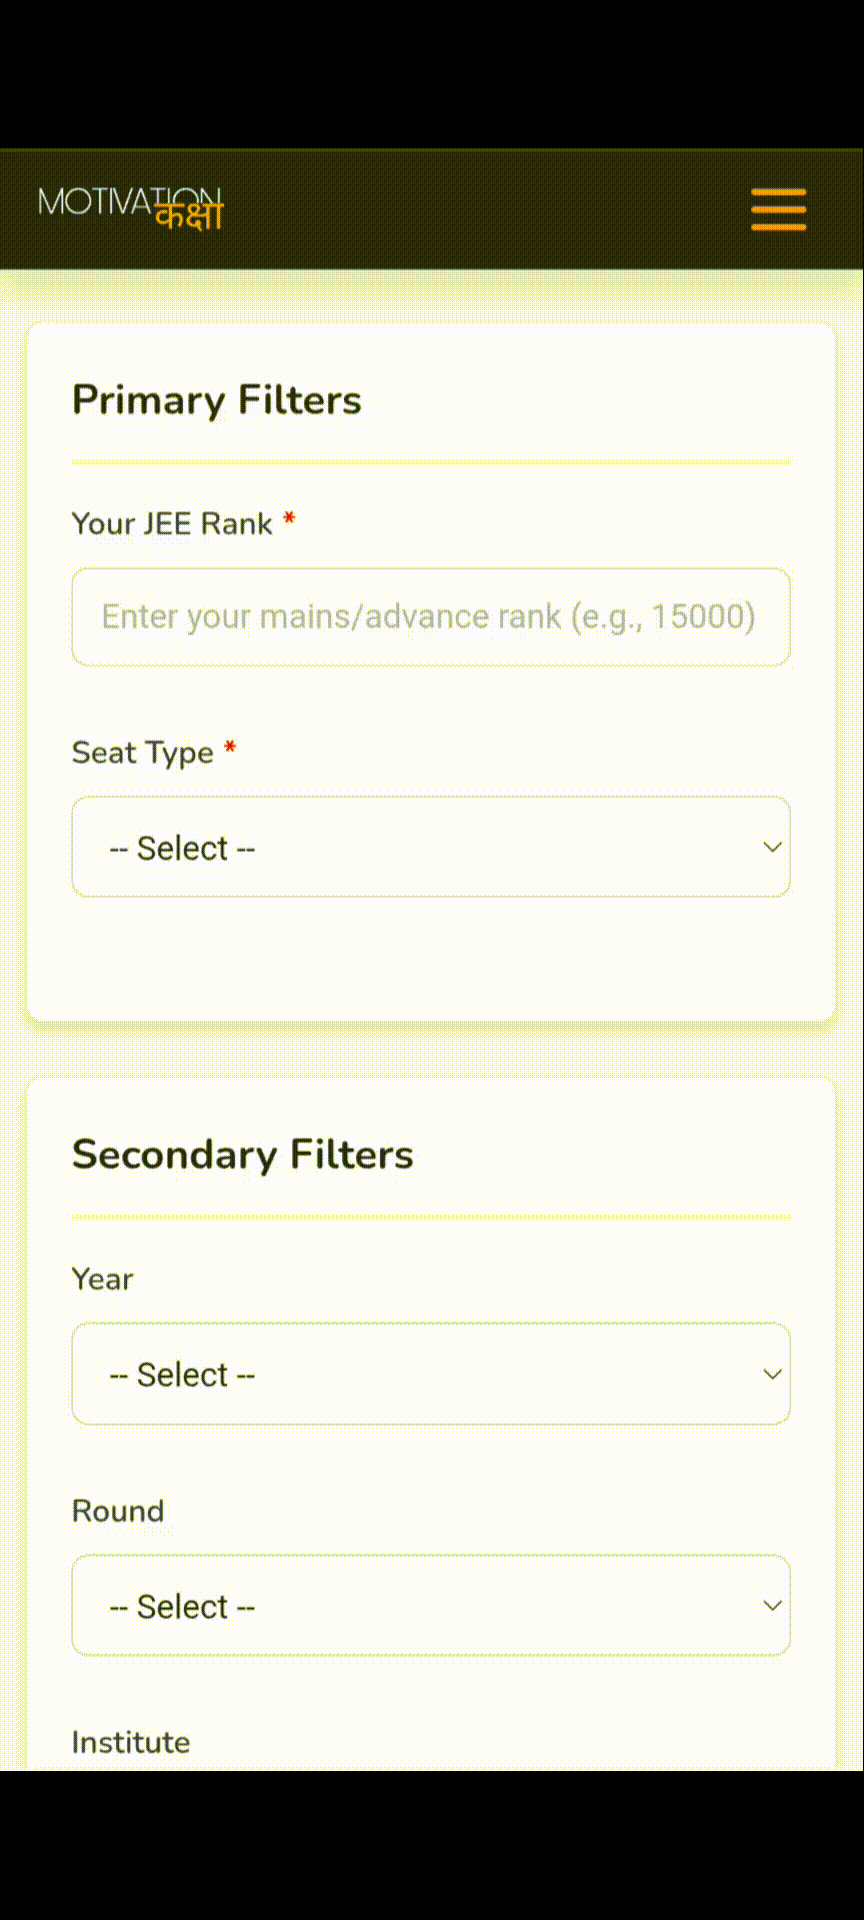 MOTIVATION
कक्षा
Primary Filters
Your JEE Rank *
Enter your mains/advance rank (e.g., 15000)
Seat Type *
-- Select --
Secondary Filters
Year
-- Select --
Round
-- Select --
Institute